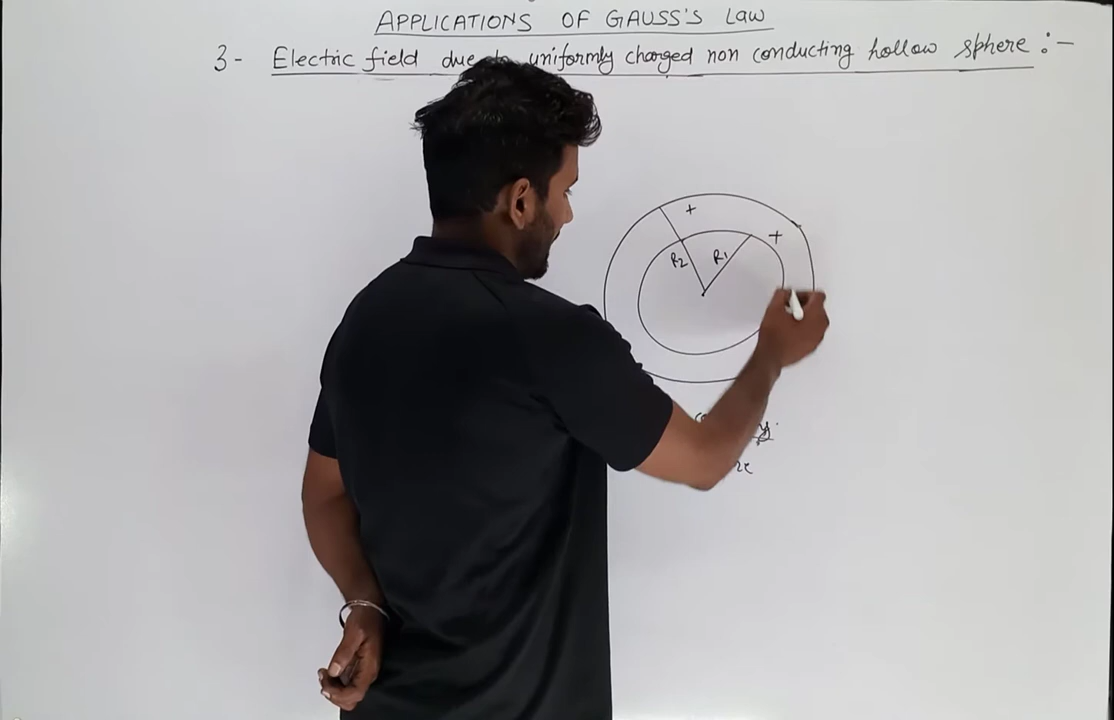 APPLICATIONS OF GAUSS'S LAW
3- Electric field due to uniformly charged non conducting hollow sphere :-
+
+
R2 R1